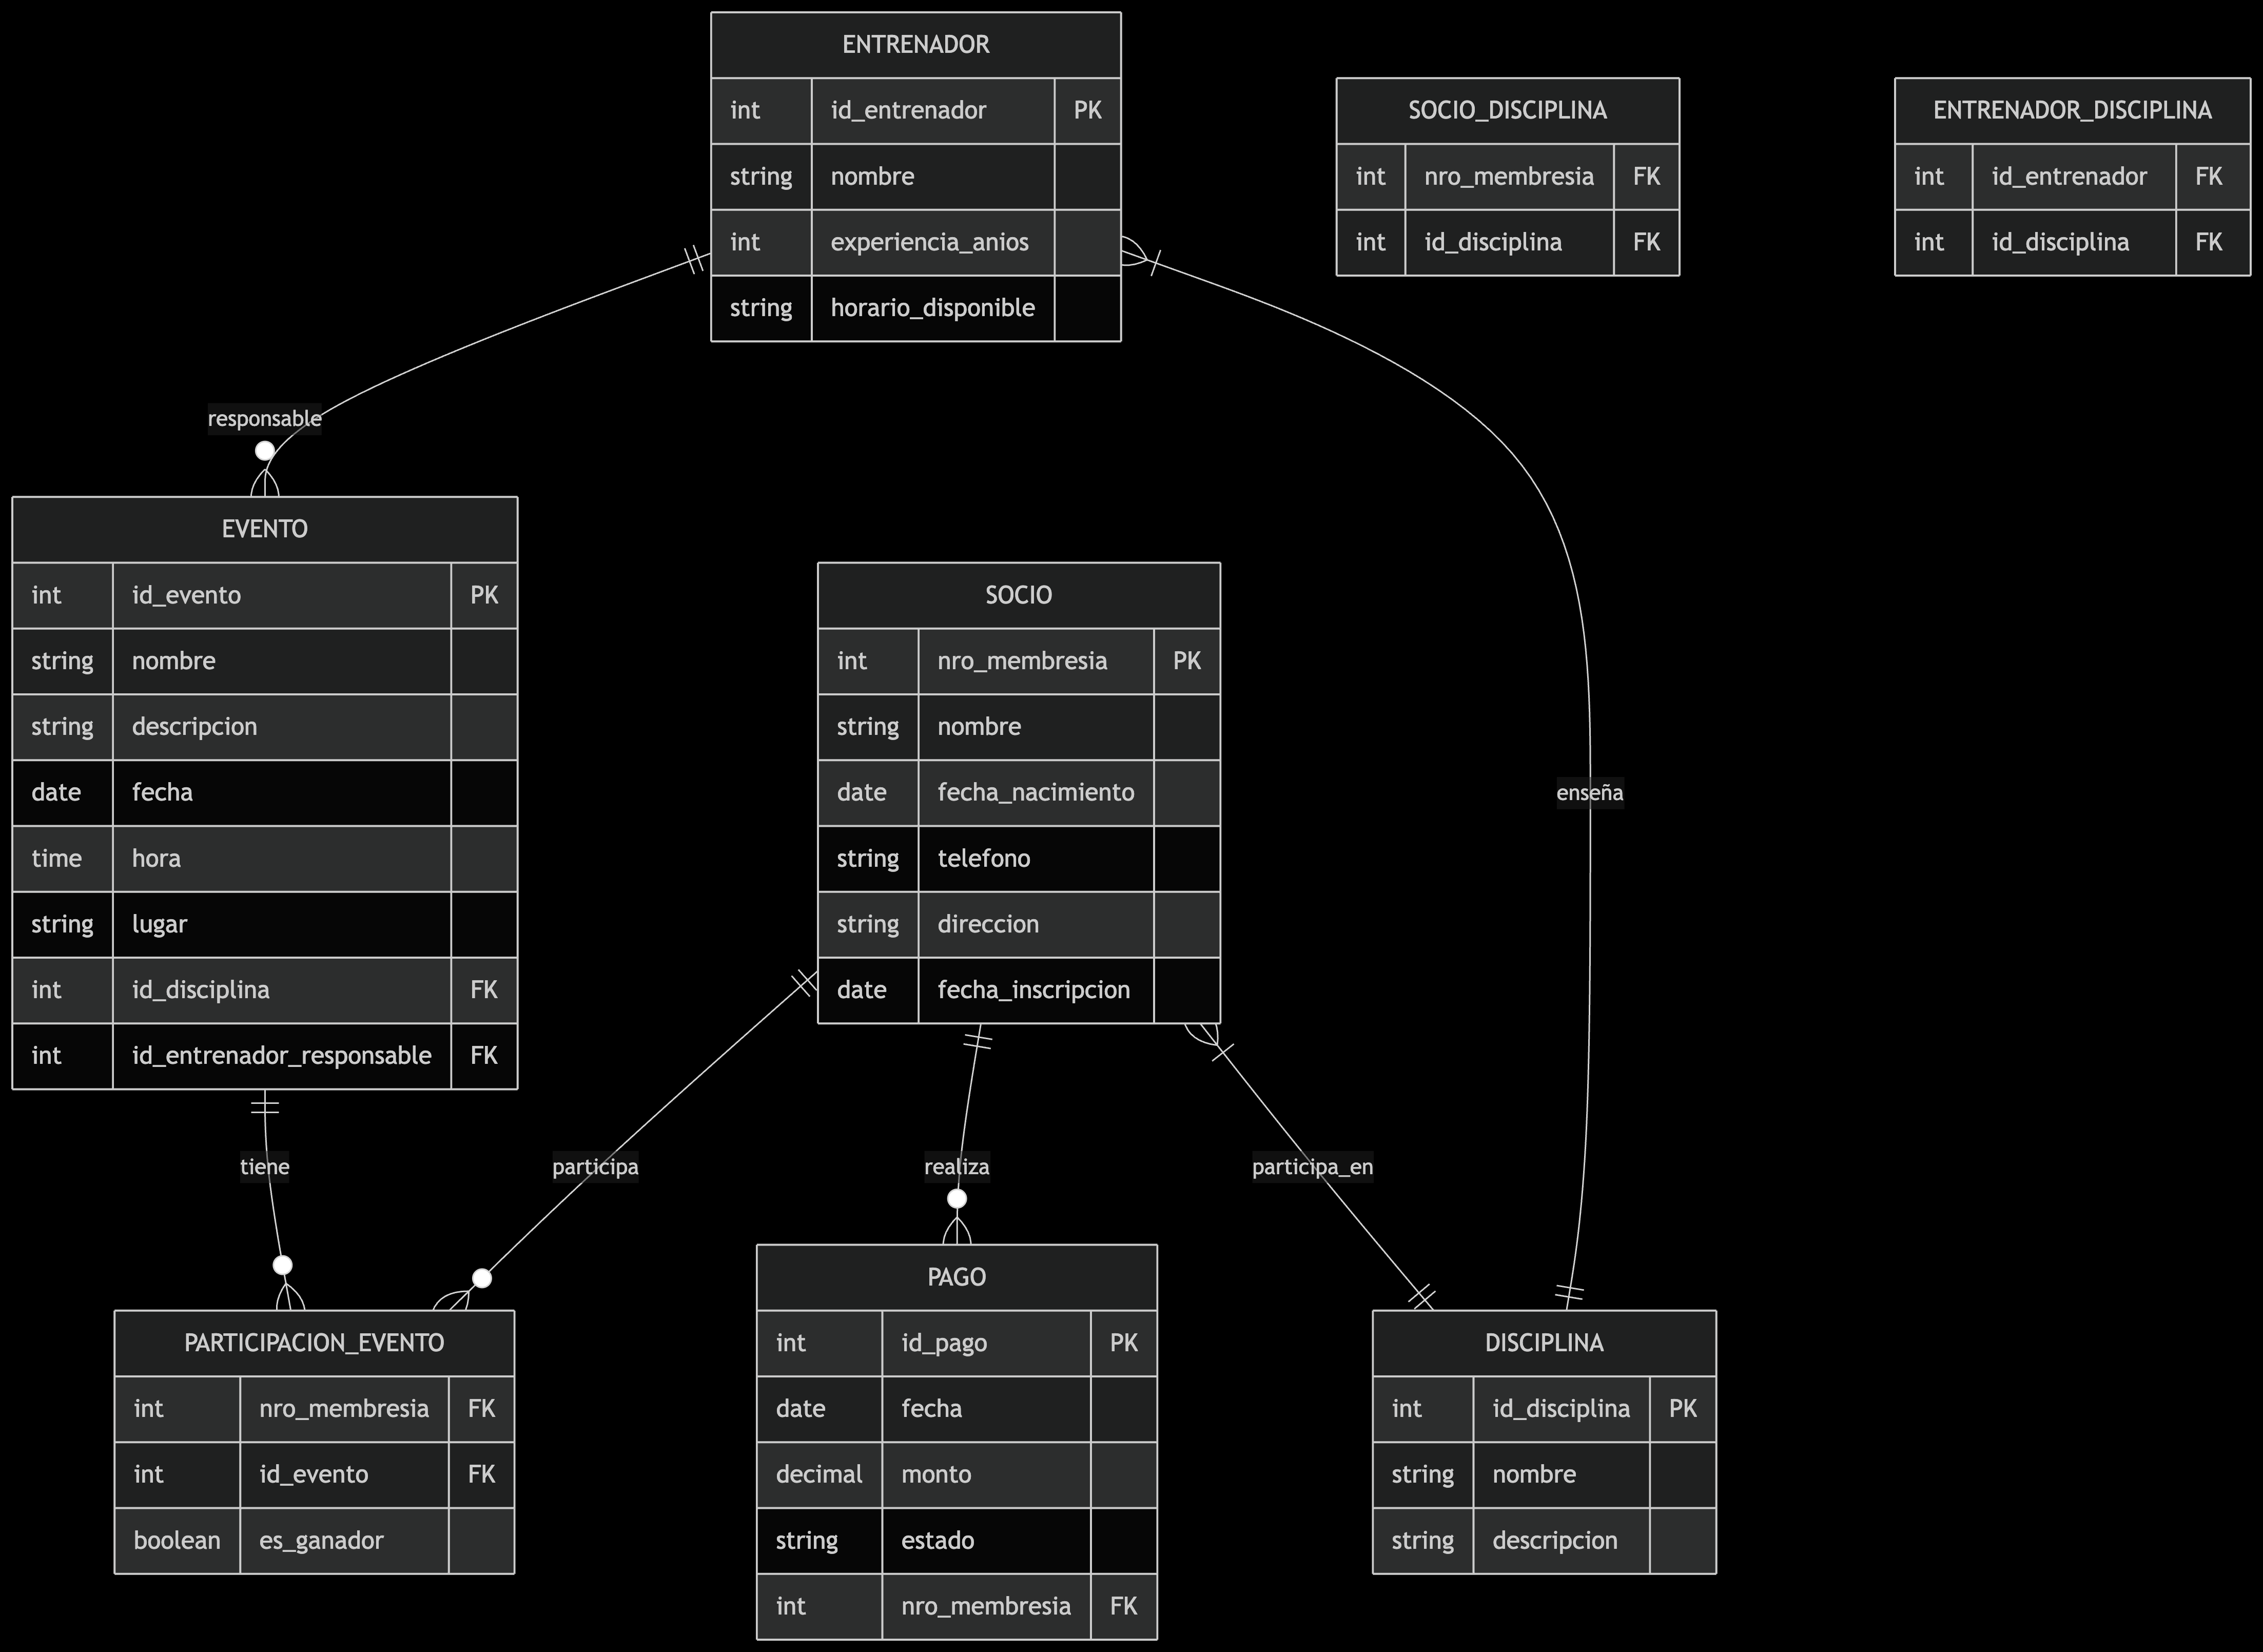 ENTRENADOR
int id_entrenador PK
string nombre
int experiencia_anios
string horario_disponible
SOCIO_DISCIPLINA
int nro_membresia FK
int id_disciplina FK
ENTRENADOR_DISCIPLINA
int id_entrenador FK
int id_disciplina FK
responsable
EVENTO
int id_evento PK
string nombre
string descripcion
date fecha
time hora
string lugar
int id_disciplina FK
int id_entrenador_responsable FK
SOCIO
int nro_membresia PK
string nombre
date fecha_nacimiento
string telefono
string direccion
date fecha_inscripcion
enseña
tiene
participa
realiza
participa_en
PARTICIPACION_EVENTO
int nro_membresia FK
int id_evento FK
boolean es_ganador
PAGO
int id_pago PK
date fecha
decimal monto
string estado
int nro_membresia FK
DISCIPLINA
int id_disciplina PK
string nombre
string descripcion